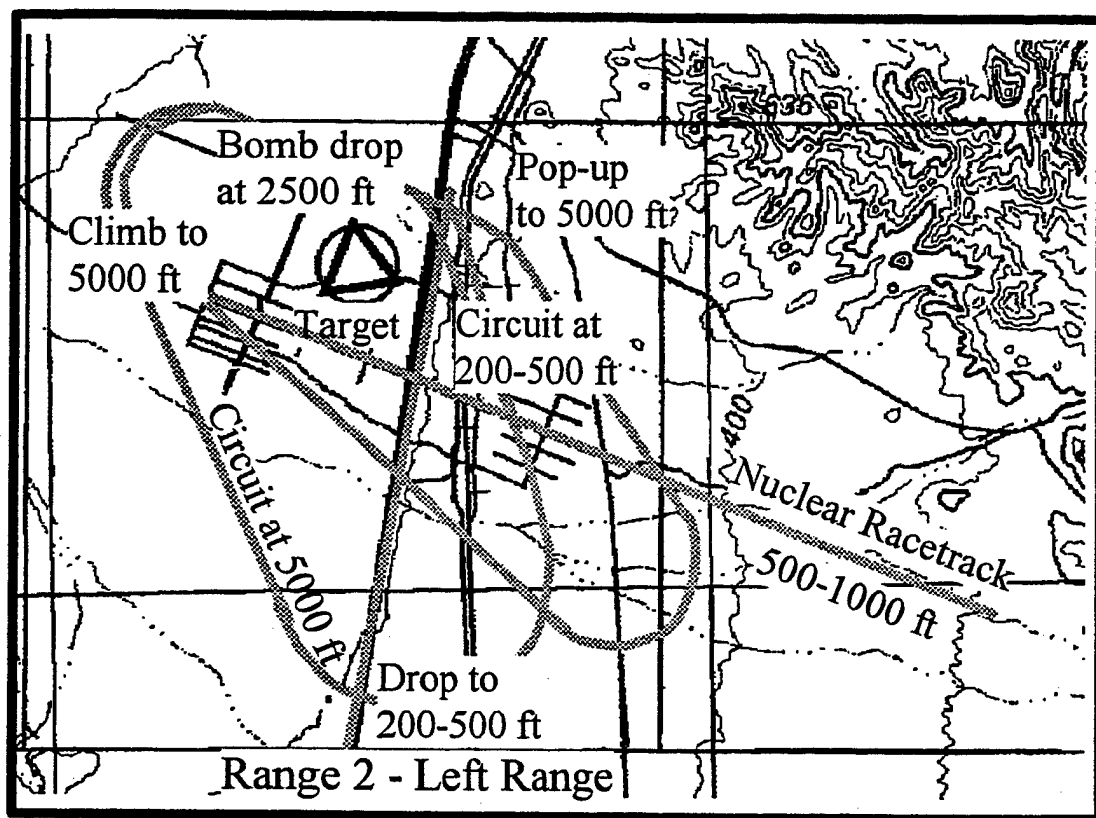 636
Bomb drop
at 2500 ft
Pop-up
to 5000 ft?
Climb to
5000 ft
Target
Circuit at
200-500 ft
Circuit at 5000 ft
400
Nuclear Racetrack
500-1000 ft
Drop to
200-500 ft
Range 2 - Left Range